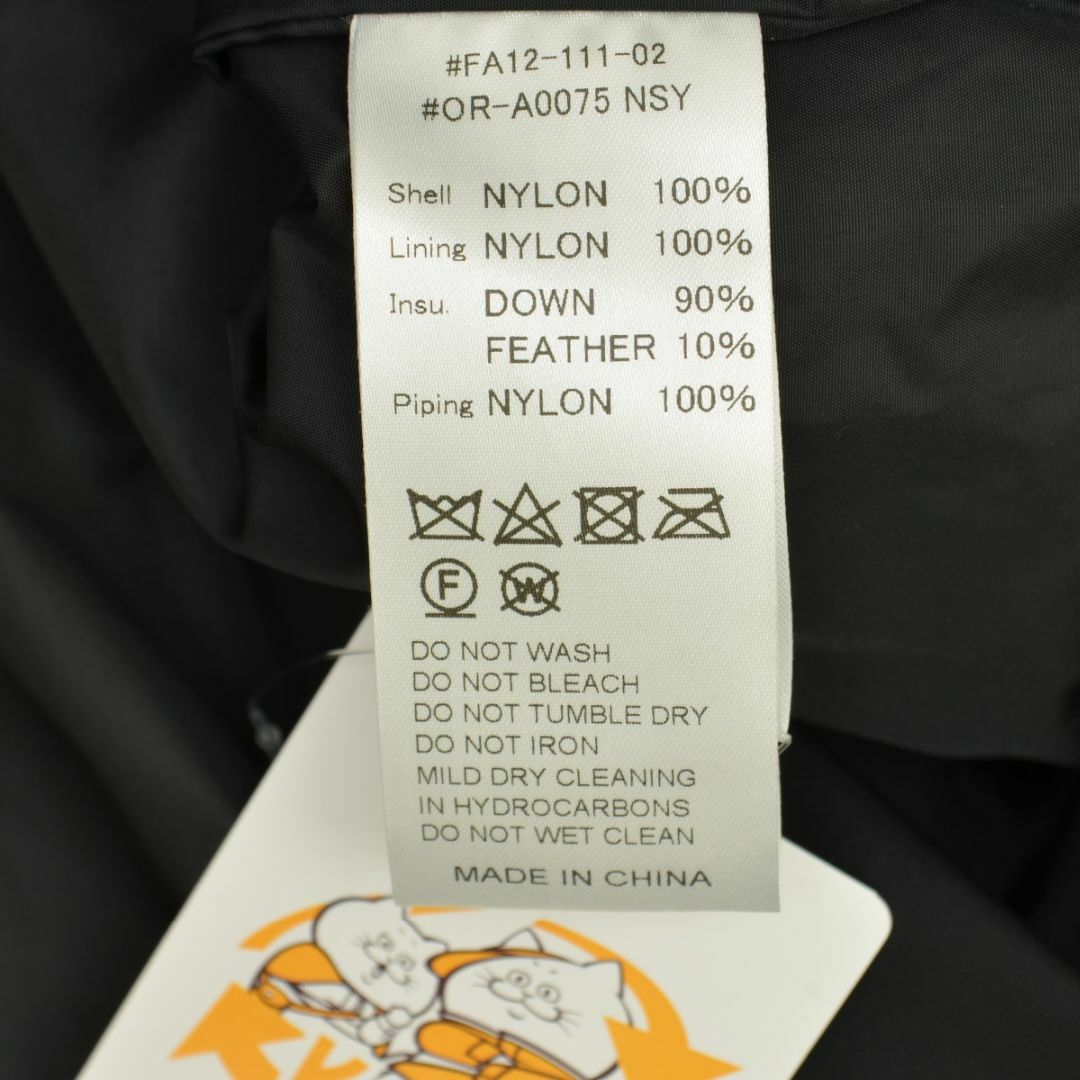 #FA12-111-02
#OR-A0075 NSY
Shell NYLON 100%
Lining NYLON 100%
Insu. DOWN 90%
FEATHER 10%
Piping NYLON 100%
F W
DO NOT WASH
DO NOT BLEACH
DO NOT TUMBLE DRY
DO NOT IRON
MILD DRY CLEANING
IN HYDROCARBONS
DO NOT WET CLEAN
MADE IN CHINA